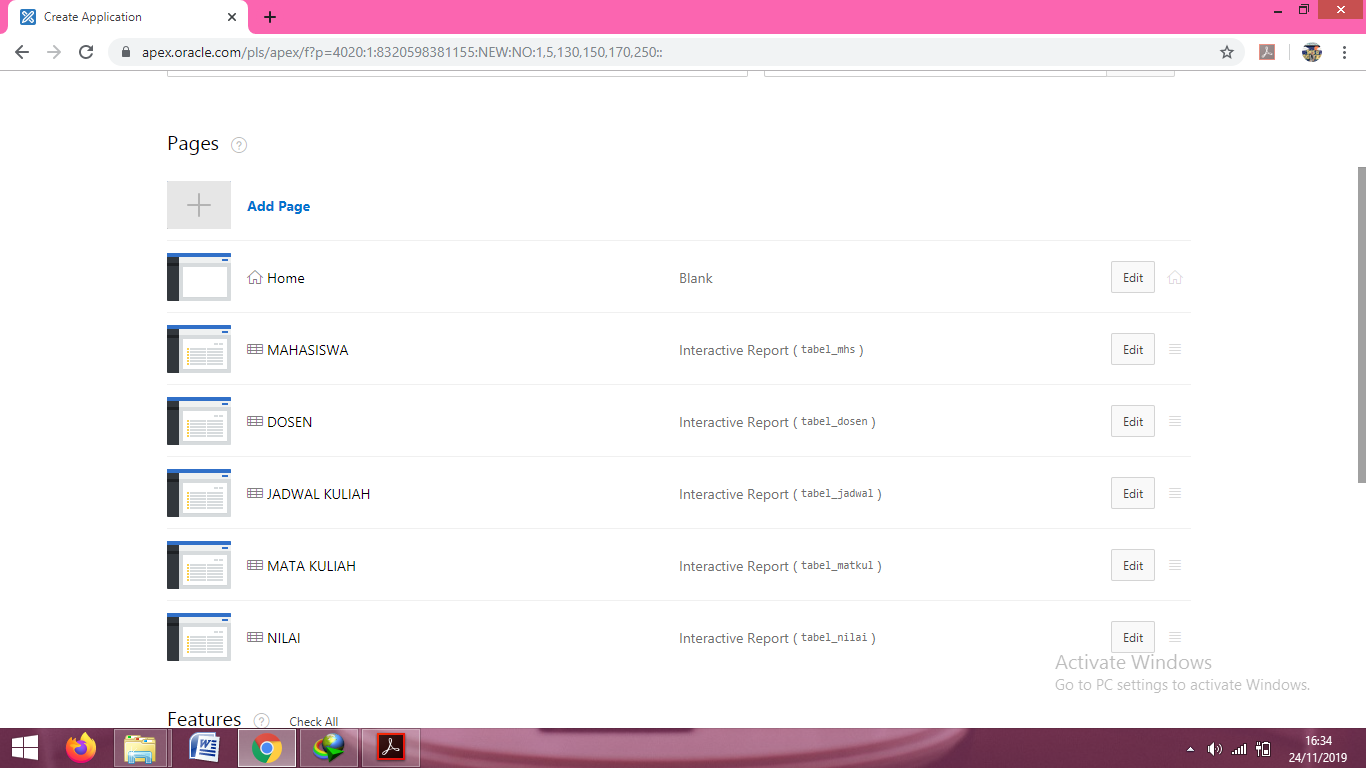 Create Application
apex.oracle.com/pls/apex/f?p=4020:1:8320598381155:NEW:NO:1,5,130,150,170,250::
Pages ?
Add Page
Home Blank Edit
MAHASISWA Interactive Report ( tabel_mhs ) Edit
DOSEN Interactive Report ( tabel_dosen ) Edit
JADWAL KULIAH Interactive Report ( tabel_jadwal ) Edit
MATA KULIAH Interactive Report ( tabel_matkul ) Edit
NILAI Interactive Report ( tabel_nilai ) Edit
Activate Windows
Go to PC settings to activate Windows.
Features ? Check All
16:34
24/11/2019